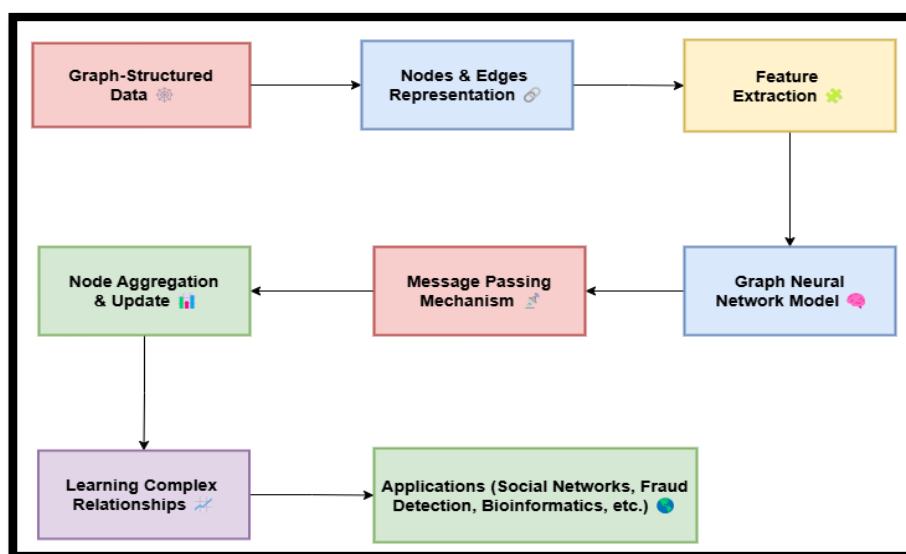 Graph-Structured
Data 🕸️
Nodes & Edges
Representation 🔗
Feature
Extraction 🧩
Graph Neural
Network Model 🧠
Message Passing
Mechanism 🔬
Node Aggregation
& Update 📊
Learning Complex
Relationships 📈
Applications (Social Networks, Fraud
Detection, Bioinformatics, etc.) 🌎